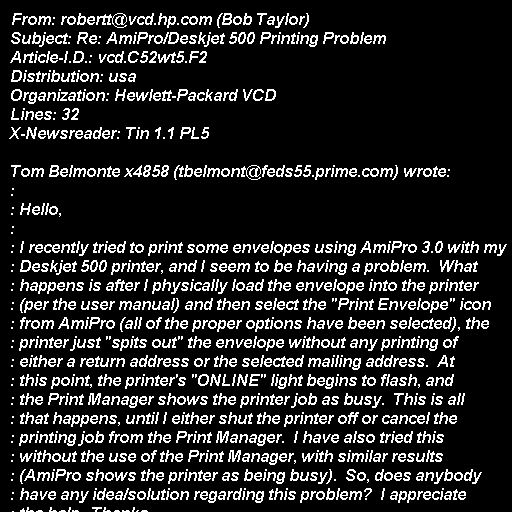 From: robertt@vcd.hp.com (Bob Taylor)
Subject: Re: AmiPro/Deskjet 500 Printing Problem
Article-I.D.: vcd.C52wt5.F2
Distribution: usa
Organization: Hewlett-Packard VCD
Lines: 32
X-Newsreader: Tin 1.1 PL5

Tom Belmonte x4858 (tbelmont@feds55.prime.com) wrote:
:
: Hello,
:
: I recently tried to print some envelopes using AmiPro 3.0 with my
: Deskjet 500 printer, and I seem to be having a problem.  What
: happens is after I physically load the envelope into the printer
: (per the user manual) and then select the "Print Envelope" icon
: from AmiPro (all of the proper options have been selected), the
: printer just "spits out" the envelope without any printing of
: either a return address or the selected mailing address.  At
: this point, the printer's "ONLINE" light begins to flash, and
: the Print Manager shows the printer job as busy.  This is all
: that happens, until I either shut the printer off or cancel the
: printing job from the Print Manager.  I have also tried this
: without the use of the Print Manager, with similar results
: (AmiPro shows the printer as being busy).  So, does anybody
: have any idea/solution regarding this problem?  I appreciate
: the help.  Thanks